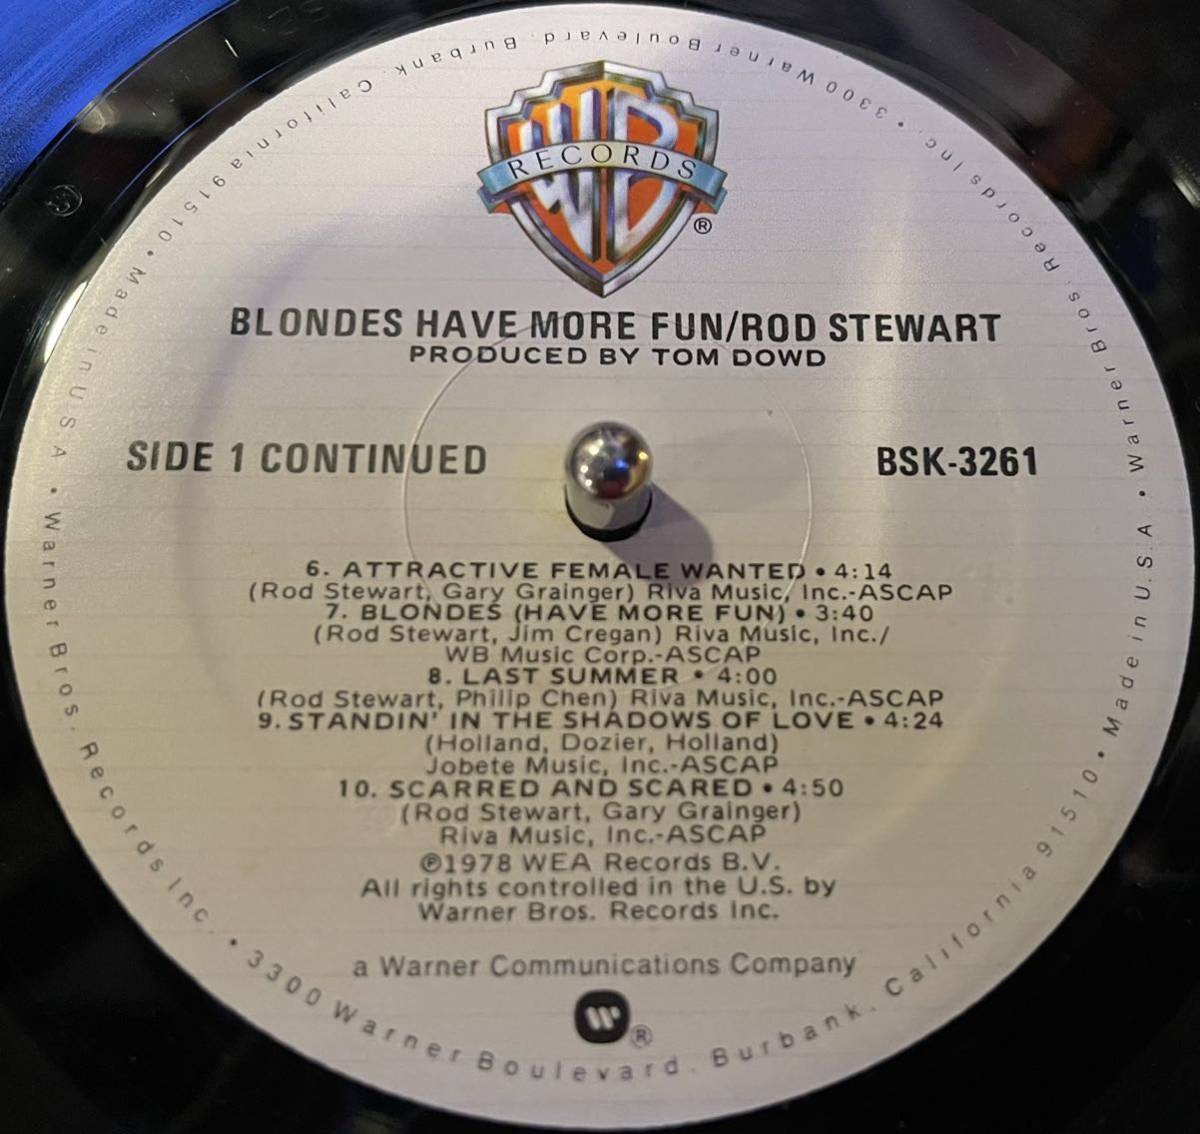 WB
RECORDS
®
BLONDES HAVE MORE FUN/ROD STEWART
PRODUCED BY TOM DOWD
SIDE 1 CONTINUED
BSK-3261
6. ATTRACTIVE FEMALE WANTED • 4:14
(Rod Stewart, Gary Grainger) Riva Music, Inc.-ASCAP
7. BLONDES (HAVE MORE FUN) • 3:40
(Rod Stewart, Jim Cregan) Riva Music, Inc./
WB Music Corp.-ASCAP
8. LAST SUMMER • 4:00
(Rod Stewart, Philip Chen) Riva Music, Inc.-ASCAP
9. STANDIN' IN THE SHADOWS OF LOVE • 4:24
(Holland, Dozier, Holland)
Jobete Music, Inc.-ASCAP
10. SCARRED AND SCARED • 4:50
(Rod Stewart, Gary Grainger)
Riva Music, Inc.-ASCAP
℗1978 WEA Records B.V.
All rights controlled in the U.S. by
Warner Bros. Records Inc.
a Warner Communications Company
W ®
Warner Bros. Records Inc. • 3300 Warner Boulevard. Burbank. California 91510 • Made in U.S.A. • Warner Bros. Records Inc. • 3300 Warner Boulevard. Burbank. California 91510 • Made in U S A •